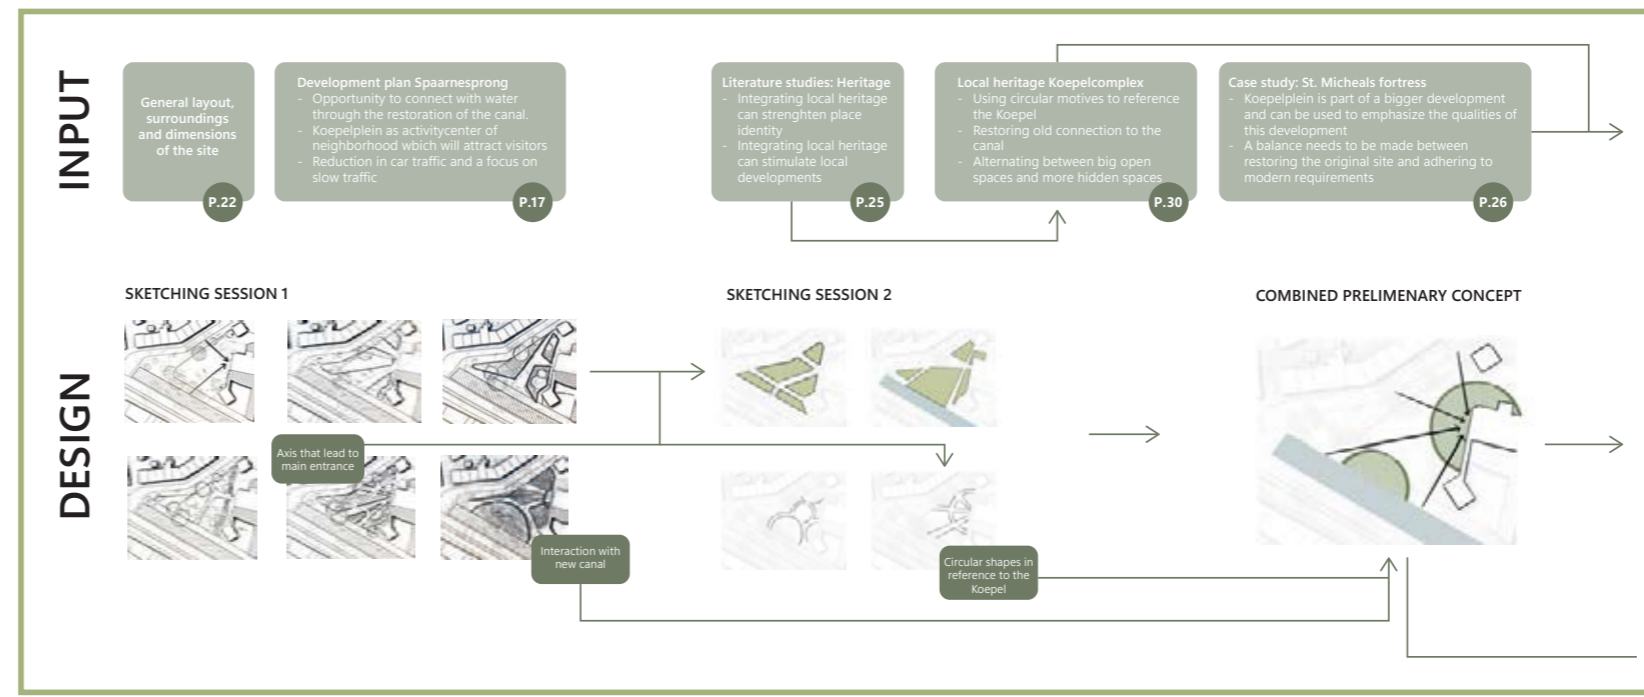 INPUT
General layout,
surroundings
and dimensions
of the site
P.22
Development plan Spaarnesprong
- Opportunity to connect with water
through the restoration of the canal.
- Koepelplein as activitycenter of
neighborhood wbich will attract visitors
- Reduction in car traffic and a focus on
slow traffic
P.17
Literature studies: Heritage
- Integrating local heritage
can strenghten place
identity
- Integrating local heritage
can stimulate local
developments
P.25
Local heritage Koepelcomplex
- Using circular motives to reference
the Koepel
- Restoring old connection to the
canal
- Alternating between big open
spaces and more hidden spaces
P.30
Case study: St. Micheals fortress
- Koepelplein is part of a bigger development
and can be used to emphasize the qualities of
this development
- A balance needs to be made between
restoring the original site and adhering to
modern requirements
P.26
DESIGN
SKETCHING SESSION 1
Axis that lead to
main entrance
Interaction with
new canal
SKETCHING SESSION 2
Circular shapes in
reference to the
Koepel
COMBINED PRELIMENARY CONCEPT